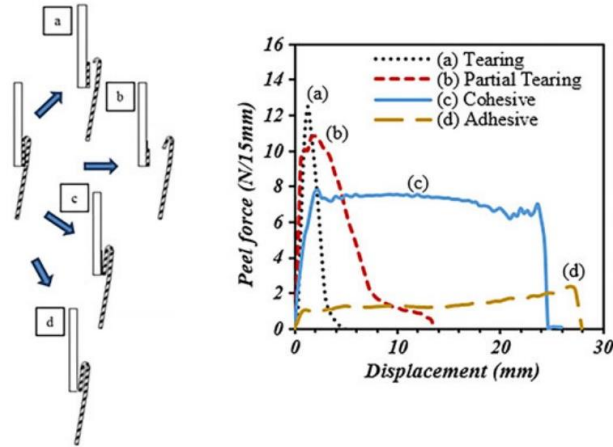 a
b
c
d
Peel force (N/15mm)
16
14
12
10
8
6
4
2
0
(a) Tearing
(b) Partial Tearing
(c) Cohesive
(d) Adhesive
(a)
(b)
(c)
(d)
0 10 20 30
Displacement (mm)